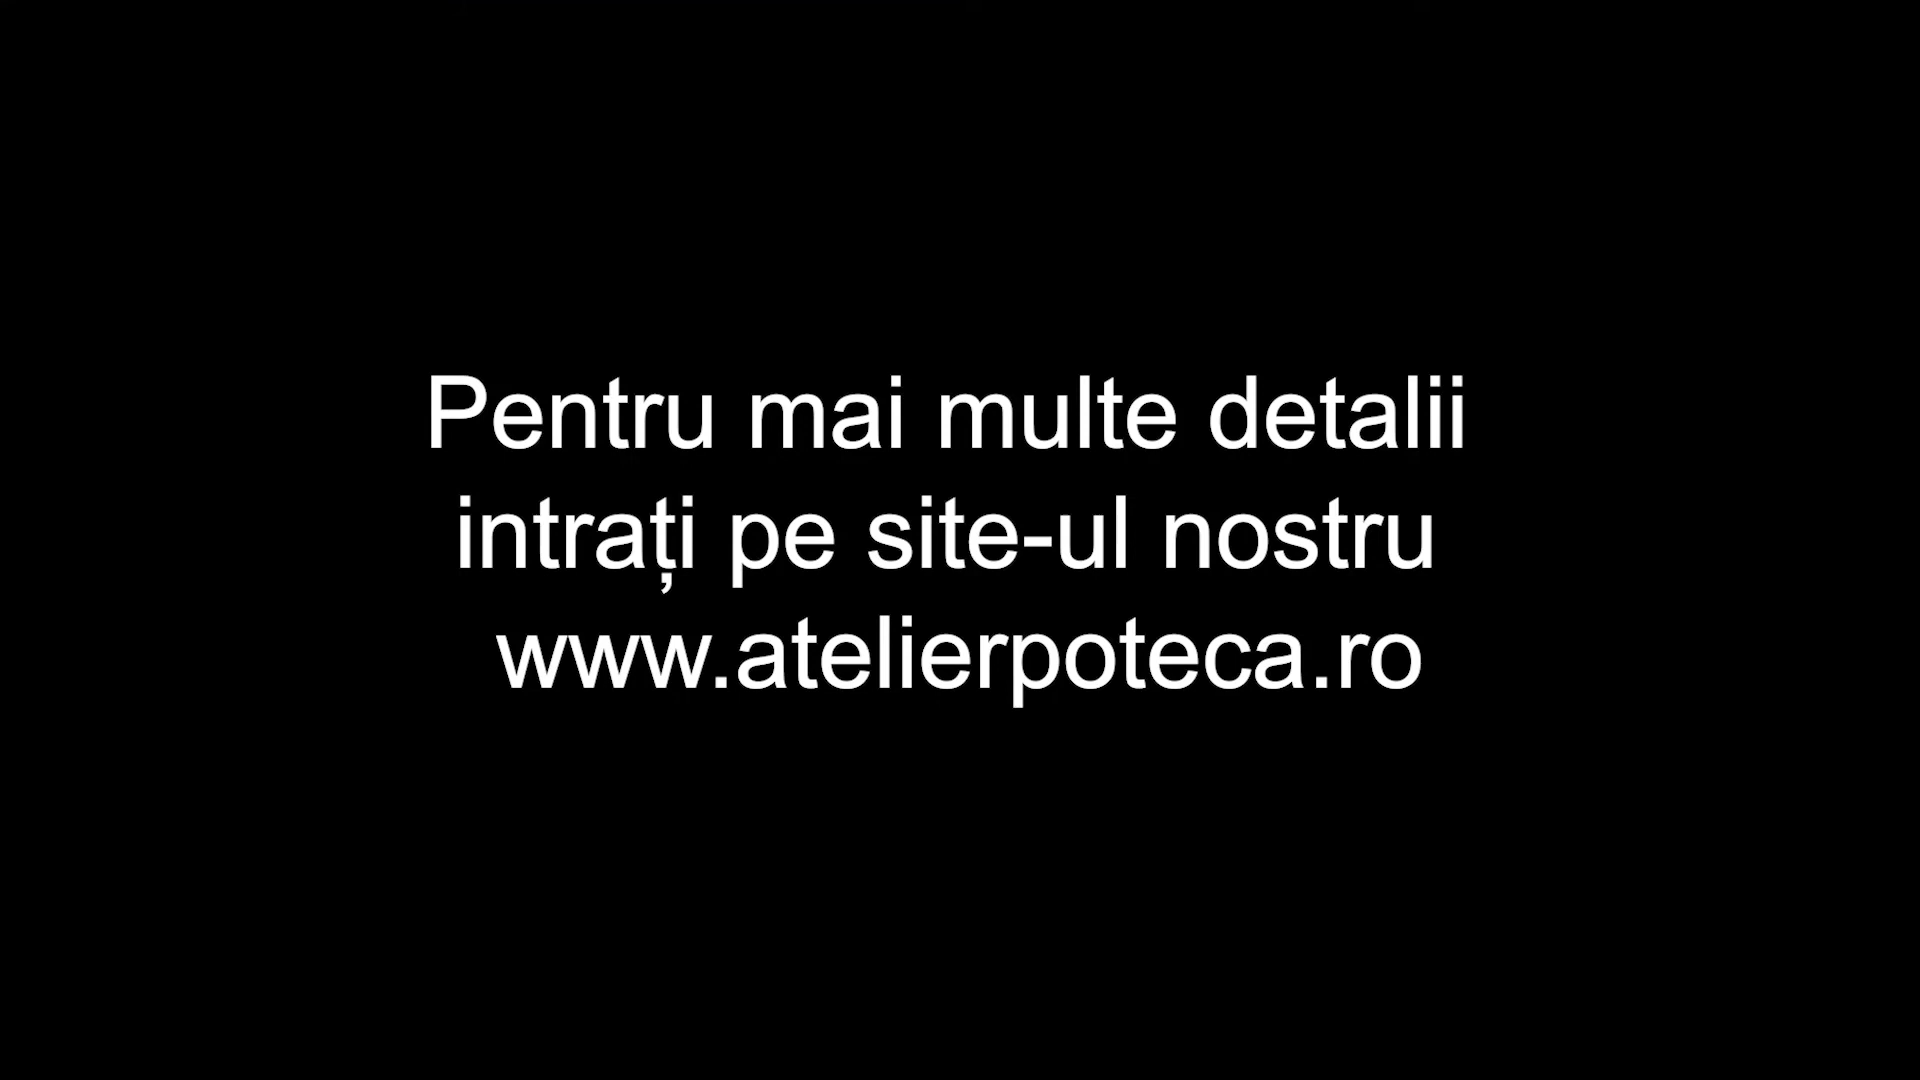 Pentru mai multe detalii
intrați pe site-ul nostru
www.atelierpoteca.ro